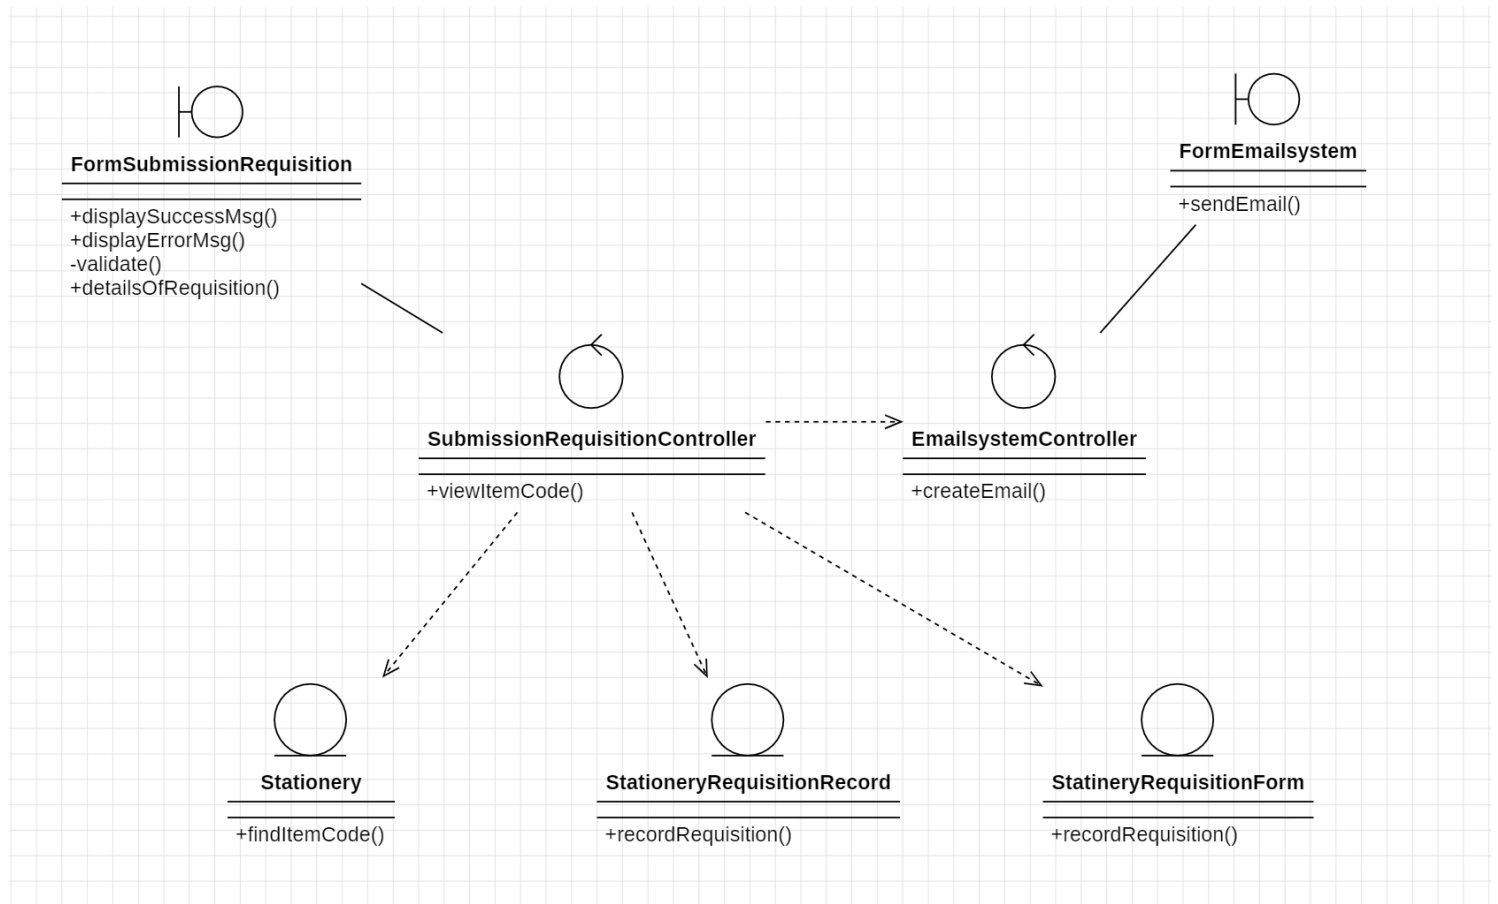 FormSubmissionRequisition
+displaySuccessMsg()
+displayErrorMsg()
-validate()
+detailsOfRequisition()
FormEmailsystem
+sendEmail()
SubmissionRequisitionController
+viewItemCode()
EmailsystemController
+createEmail()
Stationery
+findItemCode()
StationeryRequisitionRecord
+recordRequisition()
StatineryRequisitionForm
+recordRequisition()